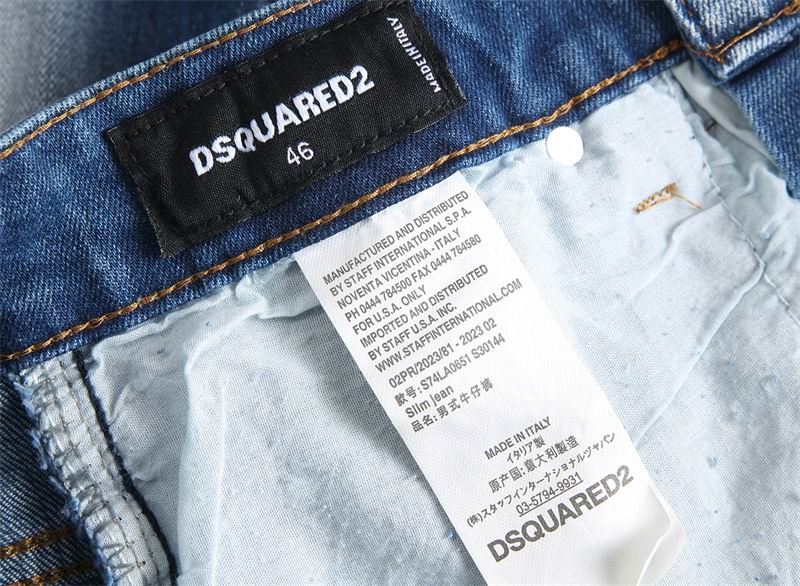 DSQUARED2
46
MADE IN ITALY
MANUFACTURED AND DISTRIBUTED
BY STAFF INTERNATIONAL S.P.A.
NOVENTA VICENTINA - ITALY
PH 0444 784500 FAX 0444 784580
FOR U.S.A. ONLY
IMPORTED AND DISTRIBUTED
BY STAFF U.S.A. INC.
WWW.STAFFINTERNATIONAL.COM
02PR/2023/81 - 2023 02
款号: S74LA0651 S30144
Slim jean
品名: 男式牛仔裤
MADE IN ITALY
イタリア製
原产国: 意大利製造
(株)スタッフインターナショナルジャパン
03-5794-9931
DSQUARED2